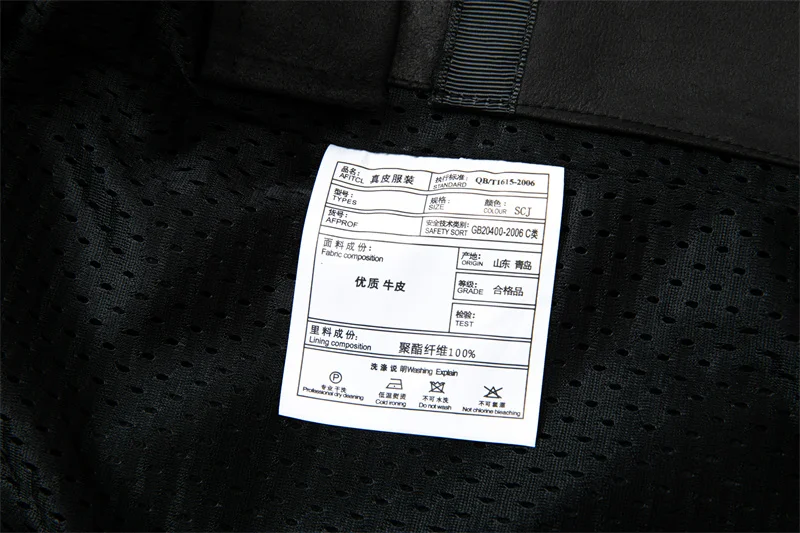 品名: 真皮服装 执行标准: QB/T1615-2006
AFITCL STANDARD
型号: 规格: 颜色: SCJ
TYPES SIZE COLOUR
货号: 安全技术类别: GB20400-2006 C类
AFPROF SAFETY SORT
面料成份: 产地: 山东 青岛
Fabric composition ORIGIN
优质 牛皮 等级: 合格品
GRADE
检验:
TEST
里料成份: 聚酯纤维100%
Lining composition
洗涤说明Washing Explain
P
专业干洗 低温熨烫 不可水洗 不可氯漂
Professional dry cleaning Cold ironing Do not wash Not chlorine bleaching